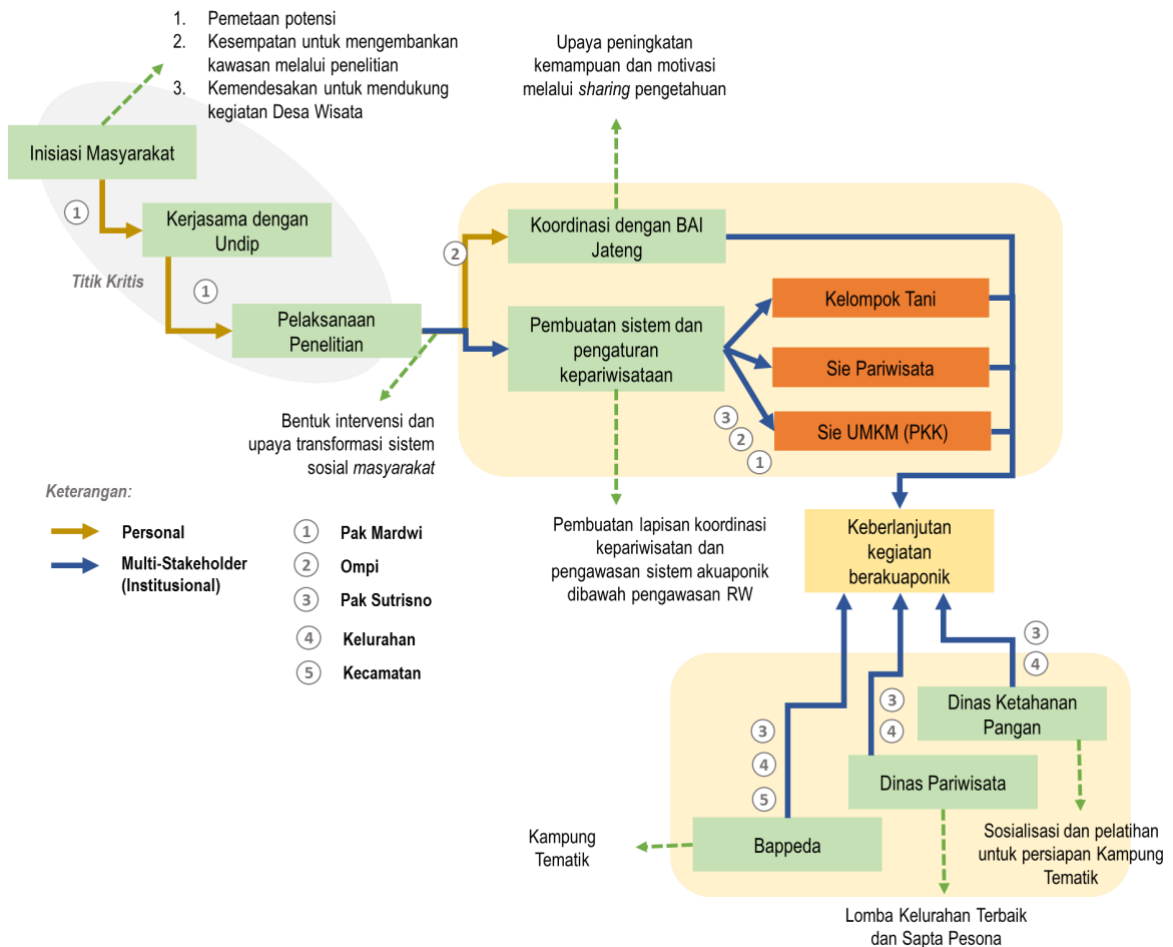 1. Pemetaan potensi
2. Kesempatan untuk mengembankan
kawasan melalui penelitian
3. Kemendesakan untuk mendukung
kegiatan Desa Wisata
Upaya peningkatan
kemampuan dan motivasi
melalui sharing pengetahuan
Inisiasi Masyarakat
1
Kerjasama dengan
Undip
Titik Kritis
1
Pelaksanaan
Penelitian
2
Koordinasi dengan BAI
Jateng
Pembuatan sistem dan
pengaturan
kepariwisataan
Kelompok Tani
Sie Pariwisata
Sie UMKM (PKK)
3
2
1
Bentuk intervensi dan
upaya transformasi sistem
sosial masyarakat
Keterangan:
Personal
Multi-Stakeholder
(Institusional)
1 Pak Mardwi
2 Ompi
3 Pak Sutrisno
4 Kelurahan
5 Kecamatan
Pembuatan lapisan koordinasi
kepariwisatan dan
pengawasan sistem akuaponik
dibawah pengawasan RW
Keberlanjutan
kegiatan
berakuaponik
3
4
Dinas Ketahanan
Pangan
3
4
Dinas Pariwisata
3
4
5
Bappeda
Kampung
Tematik
Sosialisasi dan pelatihan
untuk persiapan Kampung
Tematik
Lomba Kelurahan Terbaik
dan Sapta Pesona